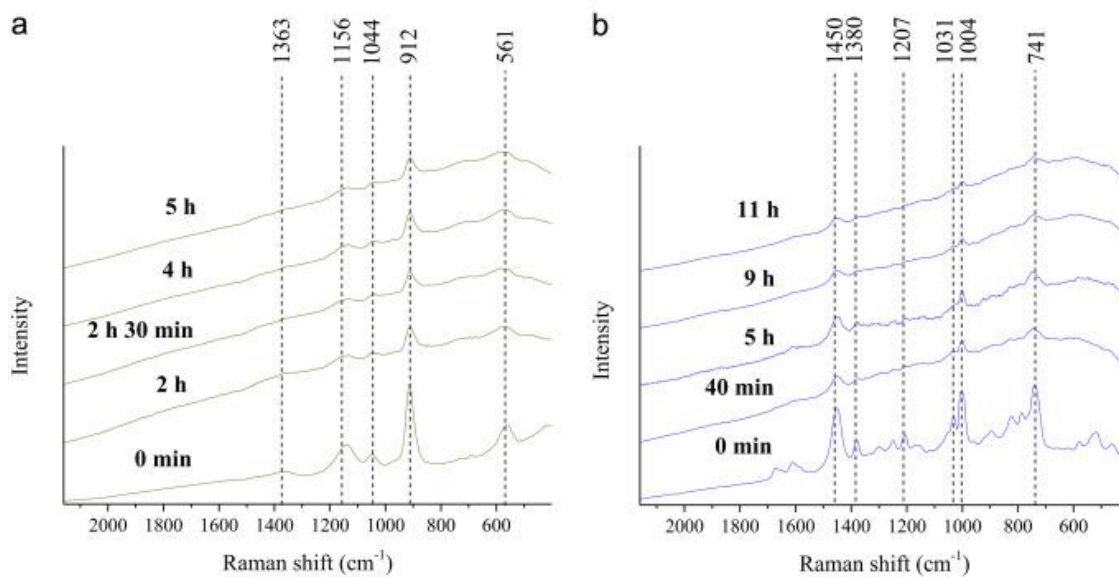 a
1363 1156 1044 912 561
5 h
4 h
2 h 30 min
2 h
0 min
Intensity
2000 1800 1600 1400 1200 1000 800 600
Raman shift (cm⁻¹)
b
1450 1380 1207 1031 1004 741
11 h
9 h
5 h
40 min
0 min
Intensity
2000 1800 1600 1400 1200 1000 800 600
Raman shift (cm⁻¹)